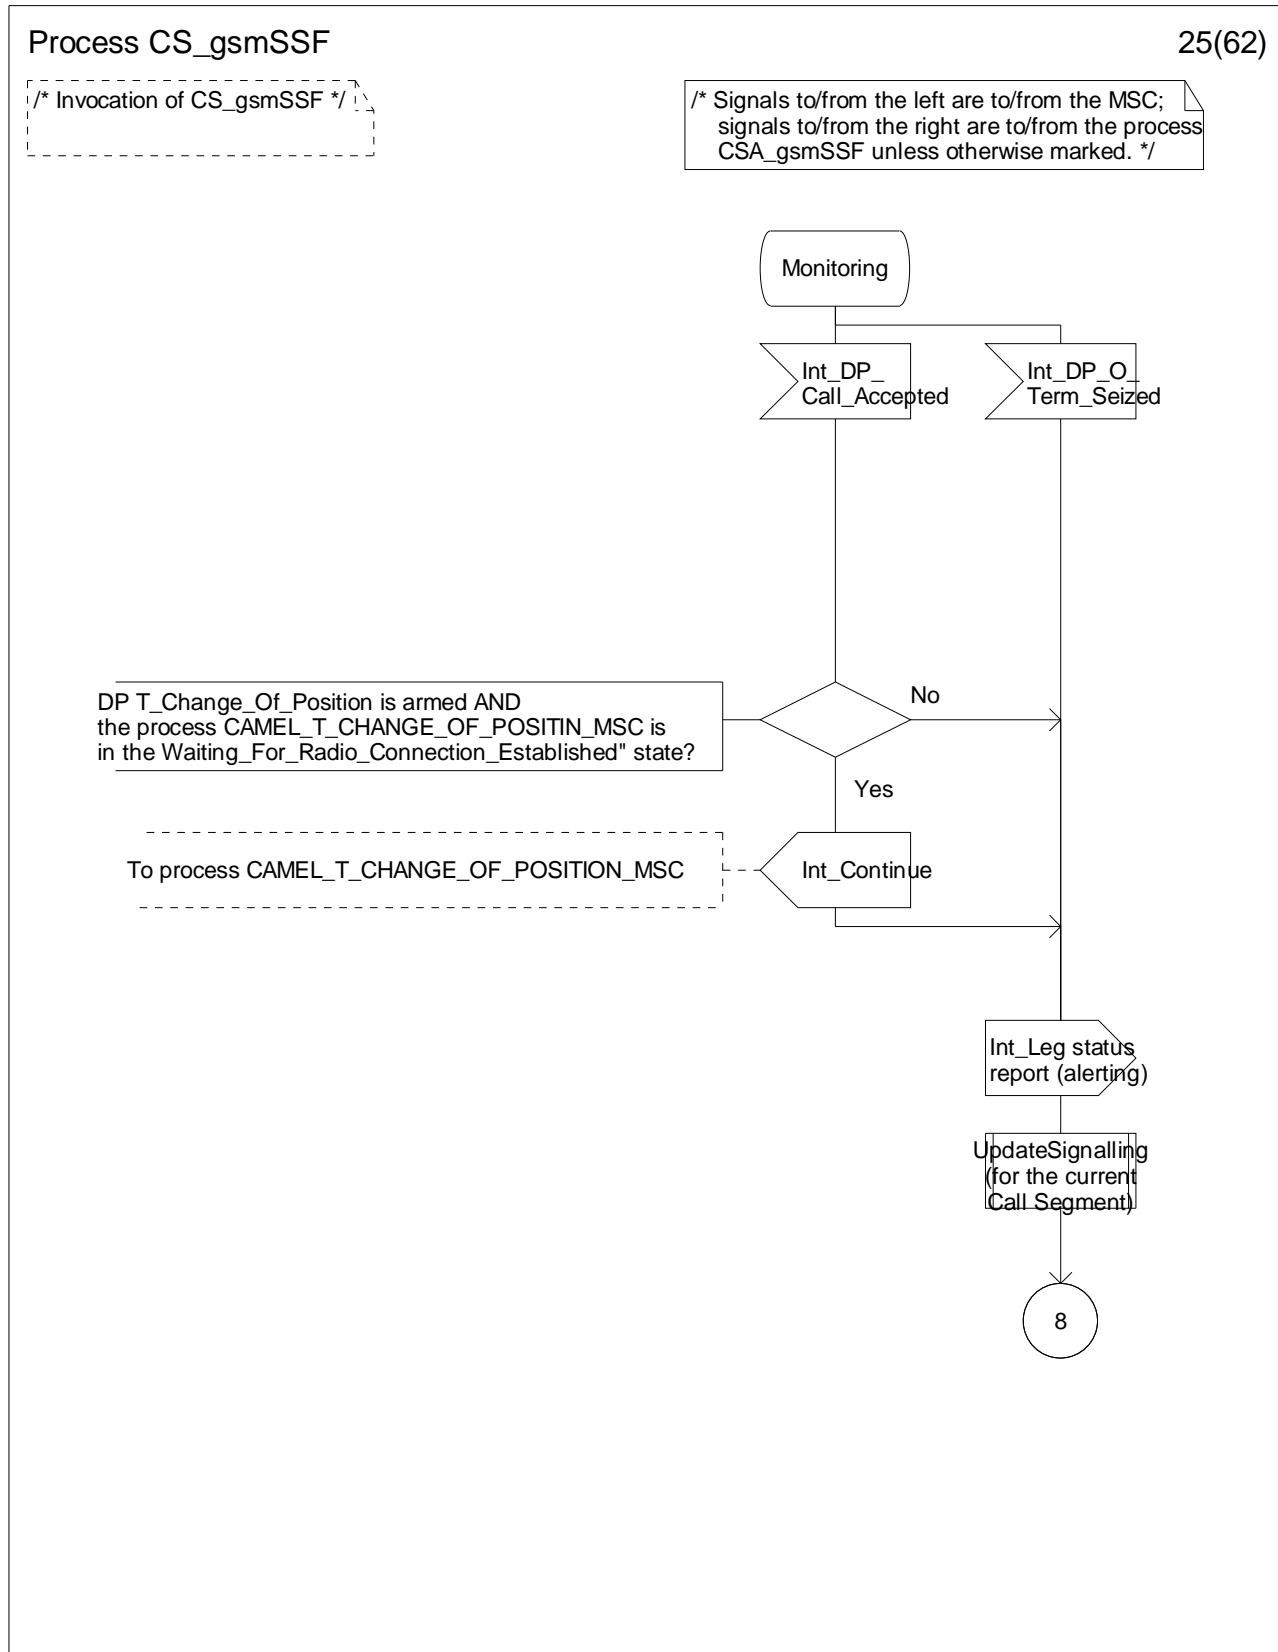 Process CS_gsmSSF
25(62)
/* Invocation of CS_gsmSSF */
/* Signals to/from the left are to/from the MSC;
signals to/from the right are to/from the process
CSA_gsmSSF unless otherwise marked. */
Monitoring
Int_DP_
Call_Accepted
Int_DP_O_
Term_Seized
DP T_Change_Of_Position is armed AND
the process CAMEL_T_CHANGE_OF_POSITIN_MSC is
in the Waiting_For_Radio_Connection_Established" state?
No
Yes
To process CAMEL_T_CHANGE_OF_POSITION_MSC
Int_Continue
Int_Leg status
report (alerting)
UpdateSignalling
(for the current
Call Segment)
8